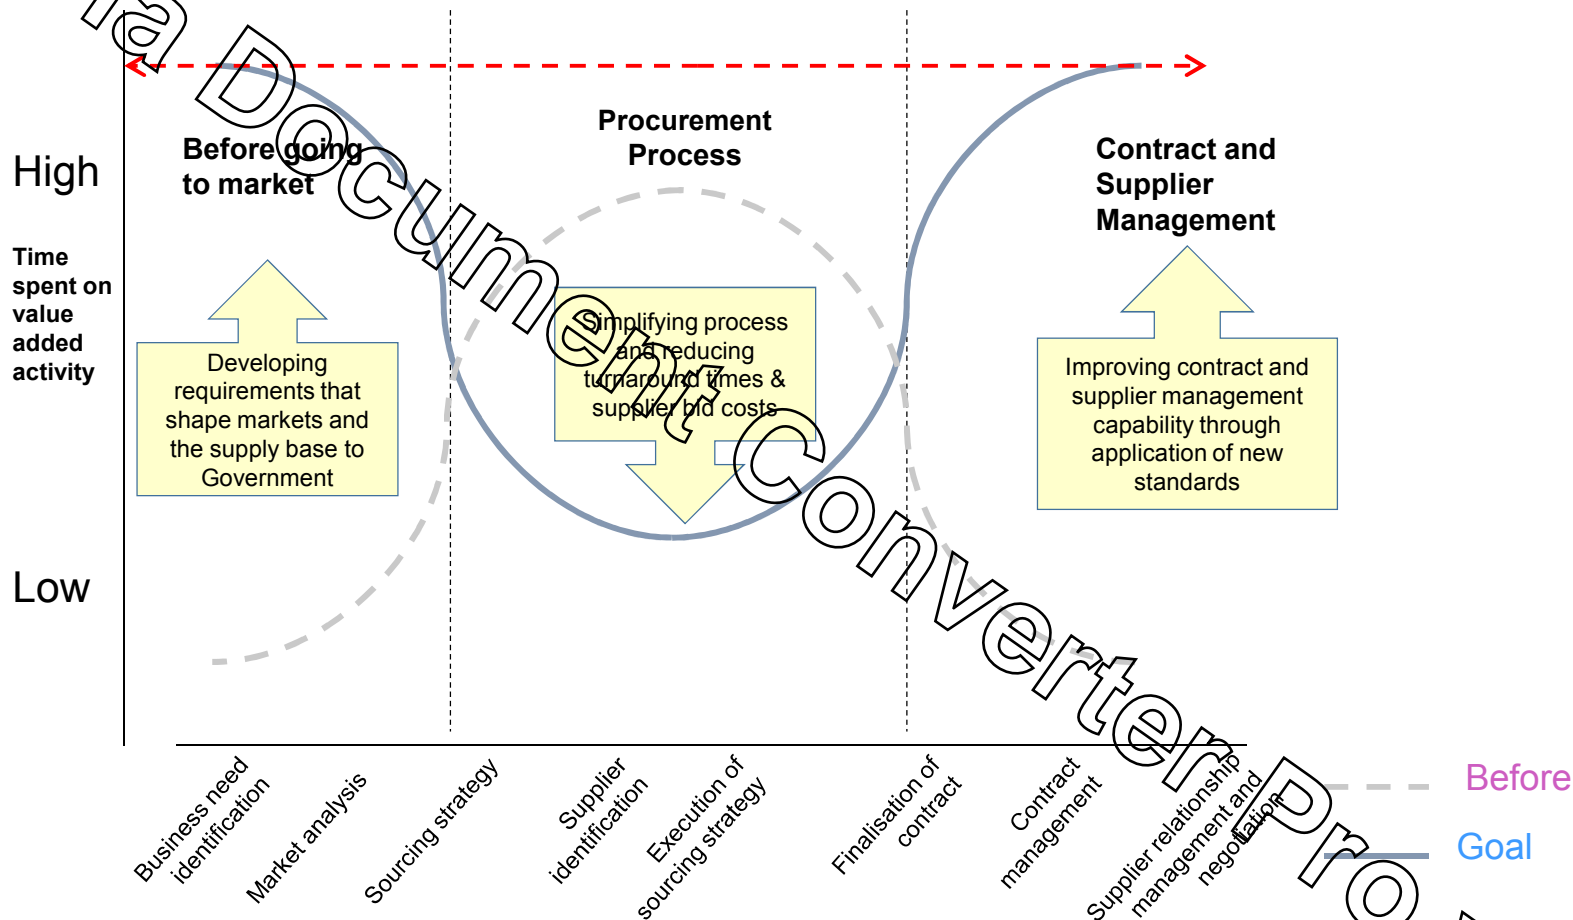 a Document Converter Pro
Before going
to market
Procurement
Process
Contract and
Supplier
Management
High
Time
spent on
value
added
activity
Low
Developing
requirements that
shape markets and
the supply base to
Government
Simplifying process
and reducing
turnaround times &
supplier bid costs
Improving contract and
supplier management
capability through
application of new
standards
Business need
identification
Market analysis
Sourcing strategy
Supplier
identification
Execution of
sourcing strategy
Finalisation of
contract
Contract
management
Supplier relationship
management and
negotiation
Before
Goal